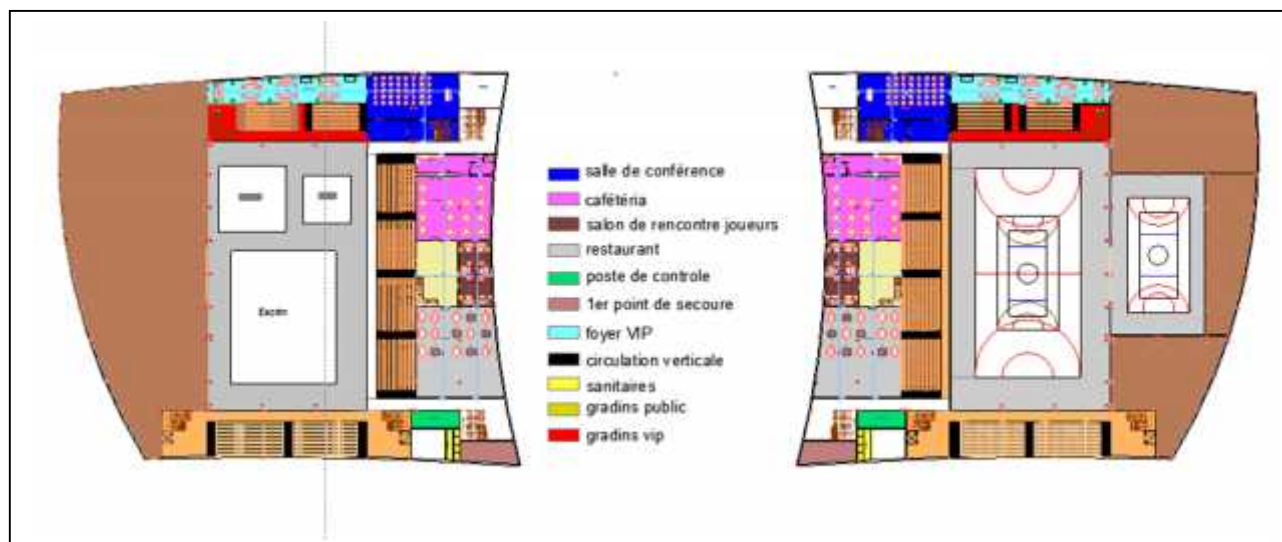 salle de conférence
cafétéria
salon de rencontre joueurs
restaurant
poste de controle
1er point de secoure
foyer VIP
circulation verticale
sanitaires
gradins public
gradins vip